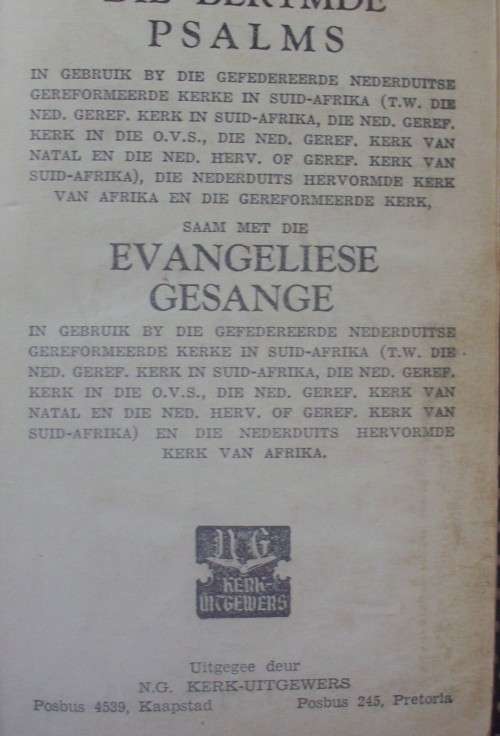 DIE BERYMDE
PSALMS
IN GEBRUIK BY DIE GEFEDEREERDE NEDERDUITSE
GEREFORMEERDE KERKE IN SUID-AFRIKA (T.W. DIE
NED. GEREF. KERK IN SUID-AFRIKA, DIE NED. GEREF.
KERK IN DIE O.V.S., DIE NED. GEREF. KERK VAN
NATAL EN DIE NED. HERV. OF GEREF. KERK VAN
SUID-AFRIKA), DIE NEDERDUITS HERVORMDE KERK
VAN AFRIKA EN DIE GEREFORMEERDE KERK,
SAAM MET DIE
EVANGELIESE
GESANGE
IN GEBRUIK BY DIE GEFEDEREERDE NEDERDUITSE
GEREFORMEERDE KERKE IN SUID-AFRIKA (T.W. DIE
NED. GEREF. KERK IN SUID-AFRIKA, DIE NED. GEREF.
KERK IN DIE O.V.S., DIE NED. GEREF. KERK VAN
NATAL EN DIE NED. HERV. OF GEREF. KERK VAN
SUID-AFRIKA) EN DIE NEDERDUITS HERVORMDE
KERK VAN AFRIKA.
N G
KERK-
UITGEWERS
Uitgegee deur
N.G. KERK-UITGEWERS
Posbus 4539, Kaapstad Posbus 245, Pretoria